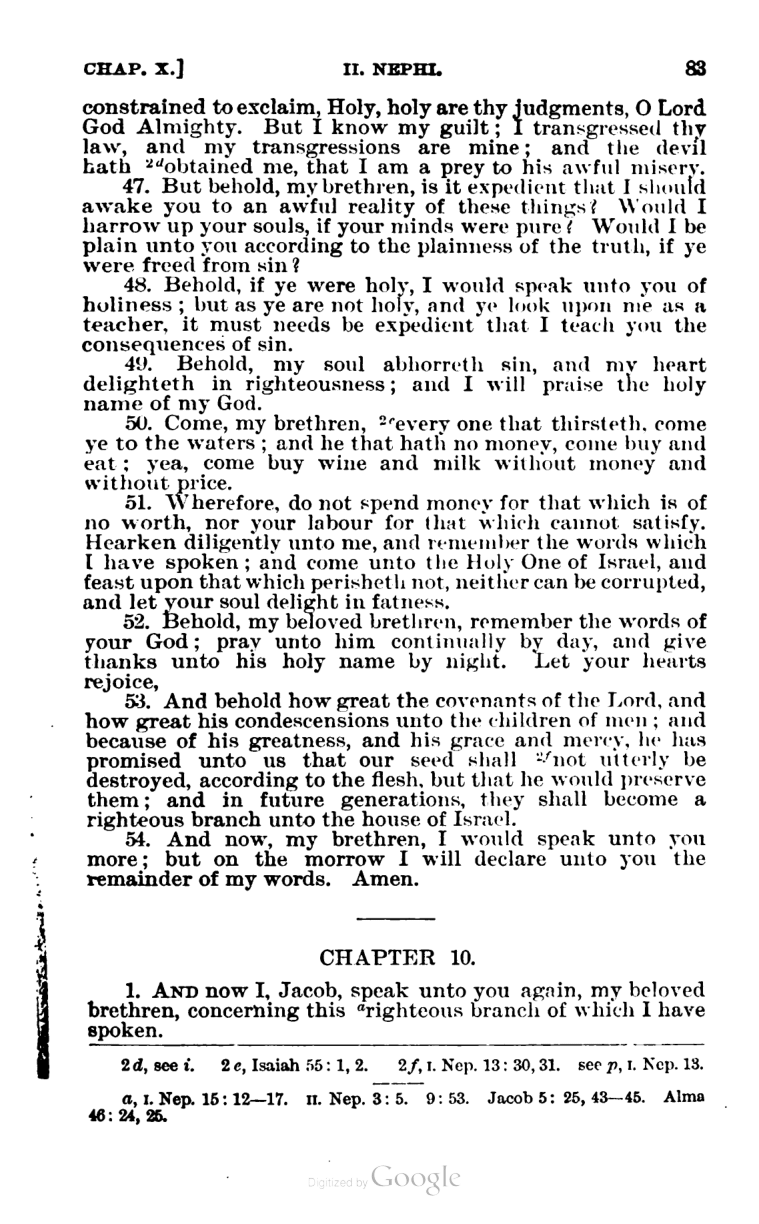 CHAP. X.] II. NEPHI. 83
constrained to exclaim, Holy, holy are thy judgments, O Lord
God Almighty. But I know my guilt; I transgressed thy
law, and my transgressions are mine; and the devil
hath 2dobtained me, that I am a prey to his awful misery.
47. But behold, my brethren, is it expedient that I should
awake you to an awful reality of these things? Would I
harrow up your souls, if your minds were pure? Would I be
plain unto you according to the plainness of the truth, if ye
were freed from sin?
48. Behold, if ye were holy, I would speak unto you of
holiness; but as ye are not holy, and ye look upon me as a
teacher, it must needs be expedient that I teach you the
consequences of sin.
49. Behold, my soul abhorreth sin, and my heart
delighteth in righteousness; and I will praise the holy
name of my God.
50. Come, my brethren, 2eevery one that thirsteth, come
ye to the waters; and he that hath no money, come buy and
eat; yea, come buy wine and milk without money and
without price.
51. Wherefore, do not spend money for that which is of
no worth, nor your labour for that which cannot satisfy.
Hearken diligently unto me, and remember the words which
I have spoken; and come unto the Holy One of Israel, and
feast upon that which perisheth not, neither can be corrupted,
and let your soul delight in fatness.
52. Behold, my beloved brethren, remember the words of
your God; pray unto him continually by day, and give
thanks unto his holy name by night. Let your hearts
rejoice,
53. And behold how great the covenants of the Lord, and
how great his condescensions unto the children of men; and
because of his greatness, and his grace and mercy, he has
promised unto us that our seed shall 2fnot utterly be
destroyed, according to the flesh, but that he would preserve
them; and in future generations, they shall become a
righteous branch unto the house of Israel.
54. And now, my brethren, I would speak unto you
more; but on the morrow I will declare unto you the
remainder of my words. Amen.
CHAPTER 10.
1. AND now I, Jacob, speak unto you again, my beloved
brethren, concerning this arighteous branch of which I have
spoken.
2d, see i. 2e, Isaiah 55: 1, 2. 2f, I. Nep. 13: 30, 31. see p, I. Nep. 13.
a, I. Nep. 15: 12—17. II. Nep. 3: 5. 9: 53. Jacob 5: 25, 43—45. Alma
46: 24, 25.
Digitized by Google